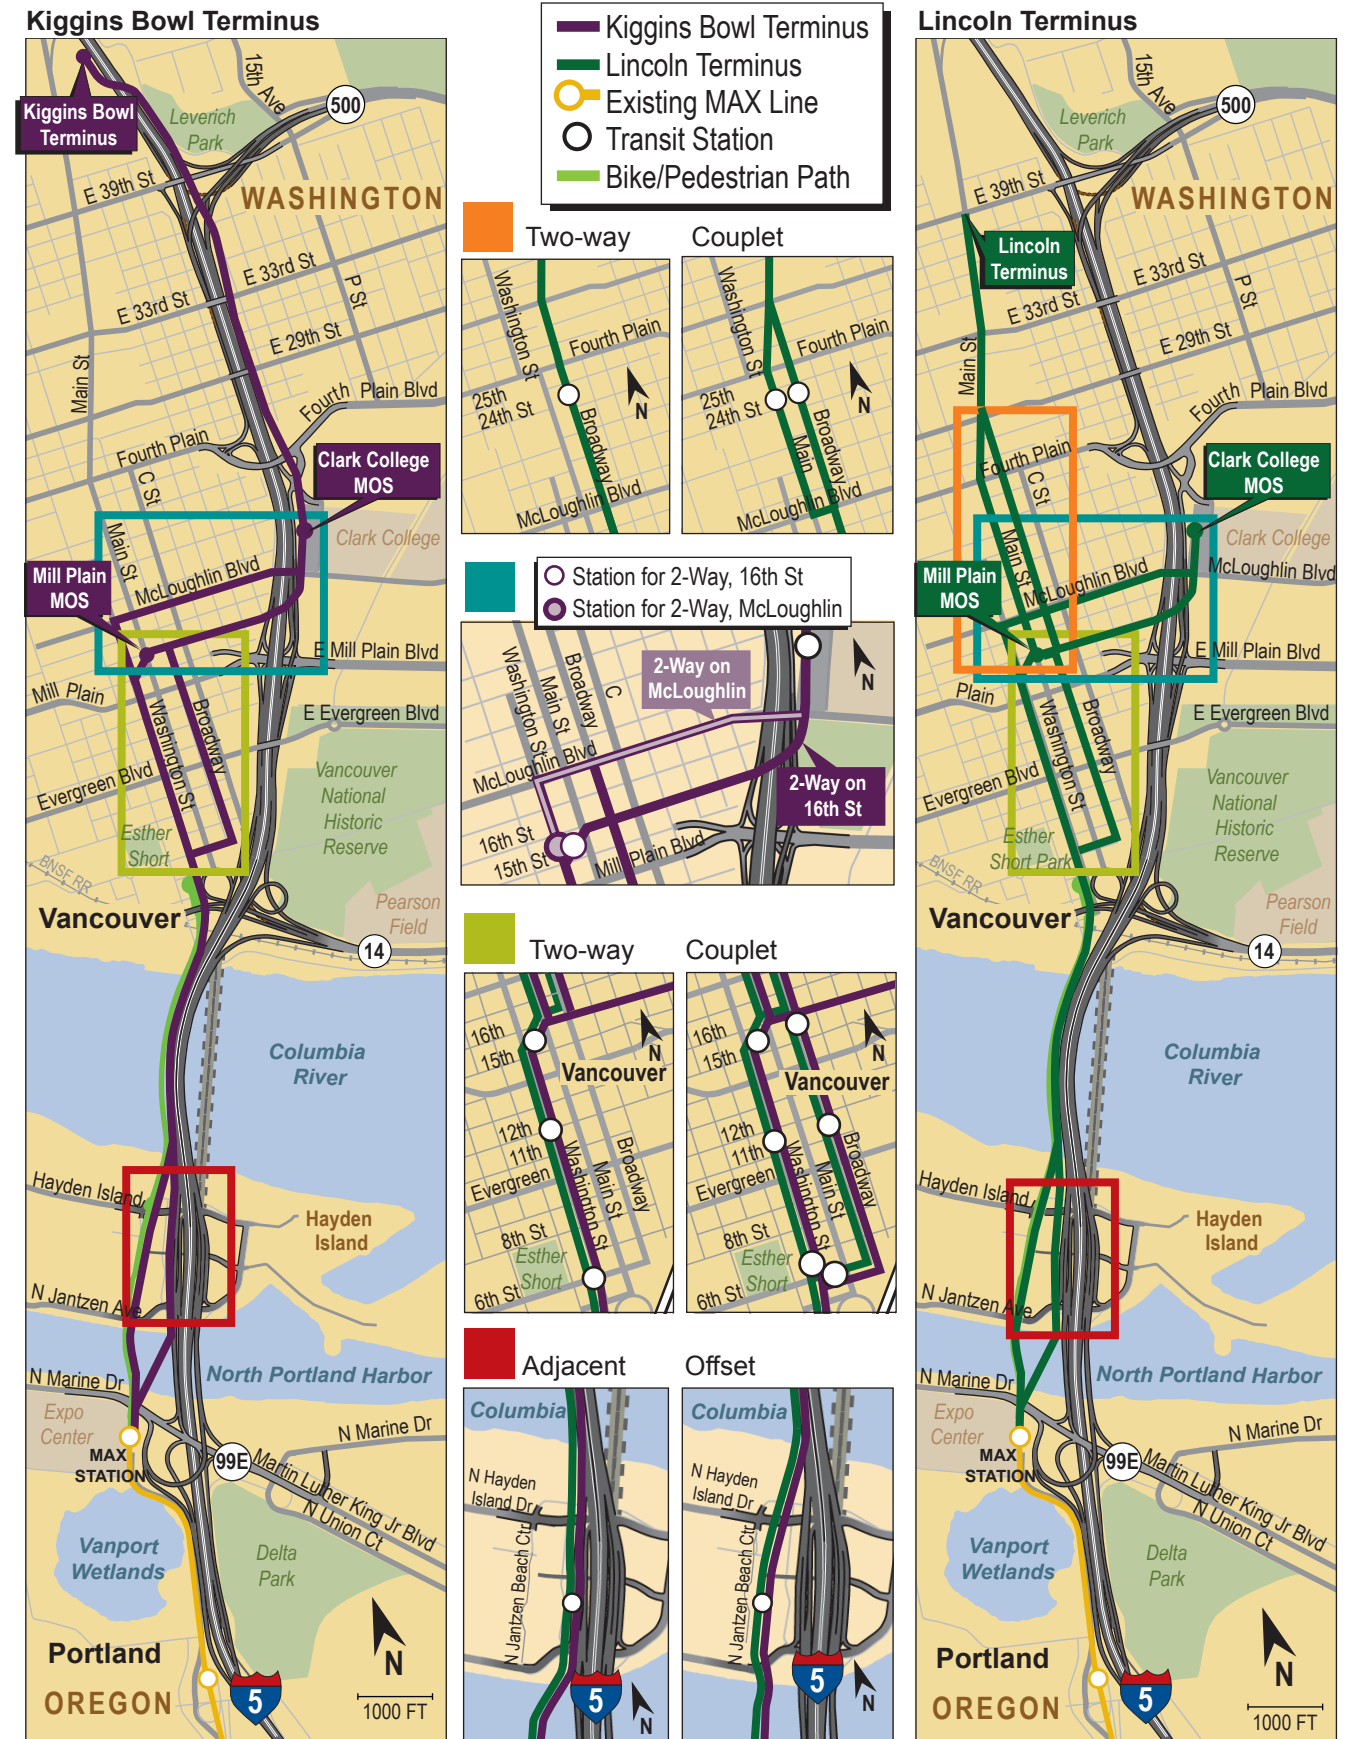 Kiggins Bowl Terminus
Kiggins Bowl
Terminus
15th Ave
500
Leverich
Park
E 39th St
WASHINGTON
E 33rd St
E 33rd St
P St
E 29th St
Main St
Fourth Plain Blvd
Fourth Plain
C St
Clark College
MOS
Main St
Clark College
McLoughlin Blvd
Mill Plain
MOS
E Mill Plain Blvd
Mill Plain
Washington St
Broadway
E Evergreen Blvd
Evergreen Blvd
Vancouver
National
Historic
Reserve
Esther
Short
BNSF RR
Pearson
Field
Vancouver
14
Columbia
River
Hayden Island
Hayden
Island
N Jantzen Ave
North Portland Harbor
N Marine Dr
Expo
Center
N Marine Dr
MAX
STATION
99E
Martin Luther King Jr Blvd
N Union Ct
Vanport
Wetlands
Delta
Park
Portland
OREGON
5
N
1000 FT
Kiggins Bowl Terminus
Lincoln Terminus
Existing MAX Line
Transit Station
Bike/Pedestrian Path
Two-way
Couplet
Washington St
Fourth Plain
25th
24th St
N
Broadway
McLoughlin Blvd
Washington St
Fourth Plain
25th
24th St
N
Main
Broadway
McLoughlin Blvd
Station for 2-Way, 16th St
Station for 2-Way, McLoughlin
Washington St
Main St
Broadway
C
2-Way on
McLoughlin
N
McLoughlin Blvd
2-Way on
16th St
16th St
15th St
Mill Plain Blvd
Two-way
Couplet
16th
15th
N
Vancouver
12th
11th
Evergreen
Washington St
Main St
Broadway
8th St
Esther
Short
6th St
16th
15th
N
Vancouver
12th
11th
Evergreen
Washington St
Main St
Broadway
8th St
Esther
Short
6th St
Adjacent
Offset
Columbia
N Hayden
Island Dr
N Jantzen Beach Ctr
5
N
Columbia
N Hayden
Island Dr
N Jantzen Beach Ctr
5
N
Lincoln Terminus
15th Ave
500
Leverich
Park
E 39th St
WASHINGTON
Lincoln
Terminus
E 33rd St
E 33rd St
P St
E 29th St
Main St
Fourth Plain Blvd
Fourth Plain
C St
Clark College
MOS
Main St
Clark College
McLoughlin Blvd
McLoughlin Blvd
Mill Plain
MOS
E Mill Plain Blvd
Plain
Washington St
Broadway
E Evergreen Blvd
Evergreen Blvd
Vancouver
National
Historic
Reserve
Esther
Short Park
BNSF RR
Pearson
Field
Vancouver
14
Columbia
River
Hayden Island
Hayden
Island
N Jantzen Ave
North Portland Harbor
N Marine Dr
Expo
Center
N Marine Dr
MAX
STATION
99E
Martin Luther King Jr Blvd
N Union Ct
Vanport
Wetlands
Delta
Park
Portland
OREGON
5
N
1000 FT